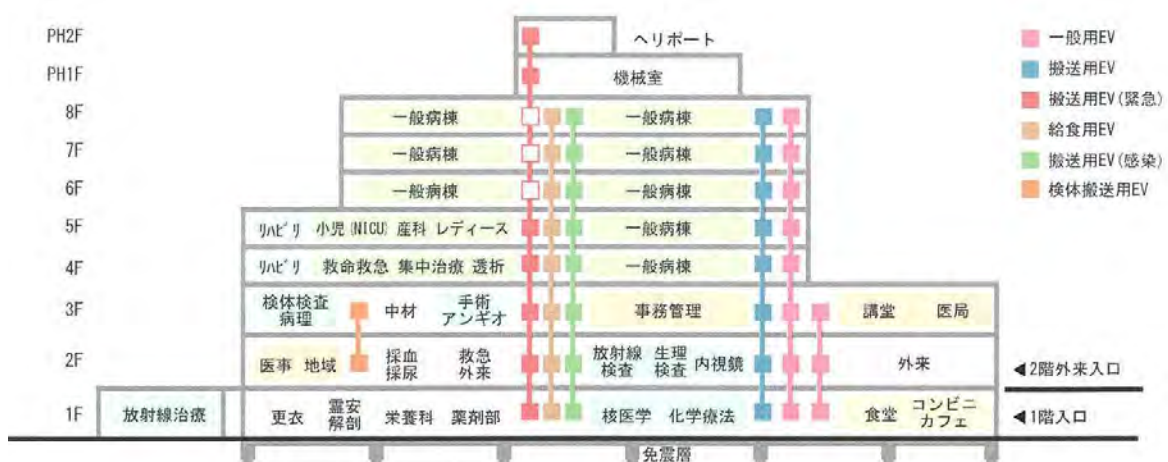 PH2F
ヘリポート
PH1F
機械室
8F
一般病棟
一般病棟
7F
一般病棟
一般病棟
6F
一般病棟
一般病棟
5F
リハビリ 小児(NICU) 産科 レディース
一般病棟
4F
リハビリ 救命救急 集中治療 透析
一般病棟
3F
検体検査
病理
中材
手術
アンギオ
事務管理
講堂
医局
2F
医事 地域
採血
採尿
救急
外来
放射線
検査
生理
検査
内視鏡
外来
◀2階外来入口
1F
放射線治療
更衣
霊安
解剖
栄養科
薬剤部
核医学
化学療法
食堂
コンビニ
カフェ
◀1階入口
免震層
一般用EV
搬送用EV
搬送用EV(緊急)
給食用EV
搬送用EV(感染)
検体搬送用EV